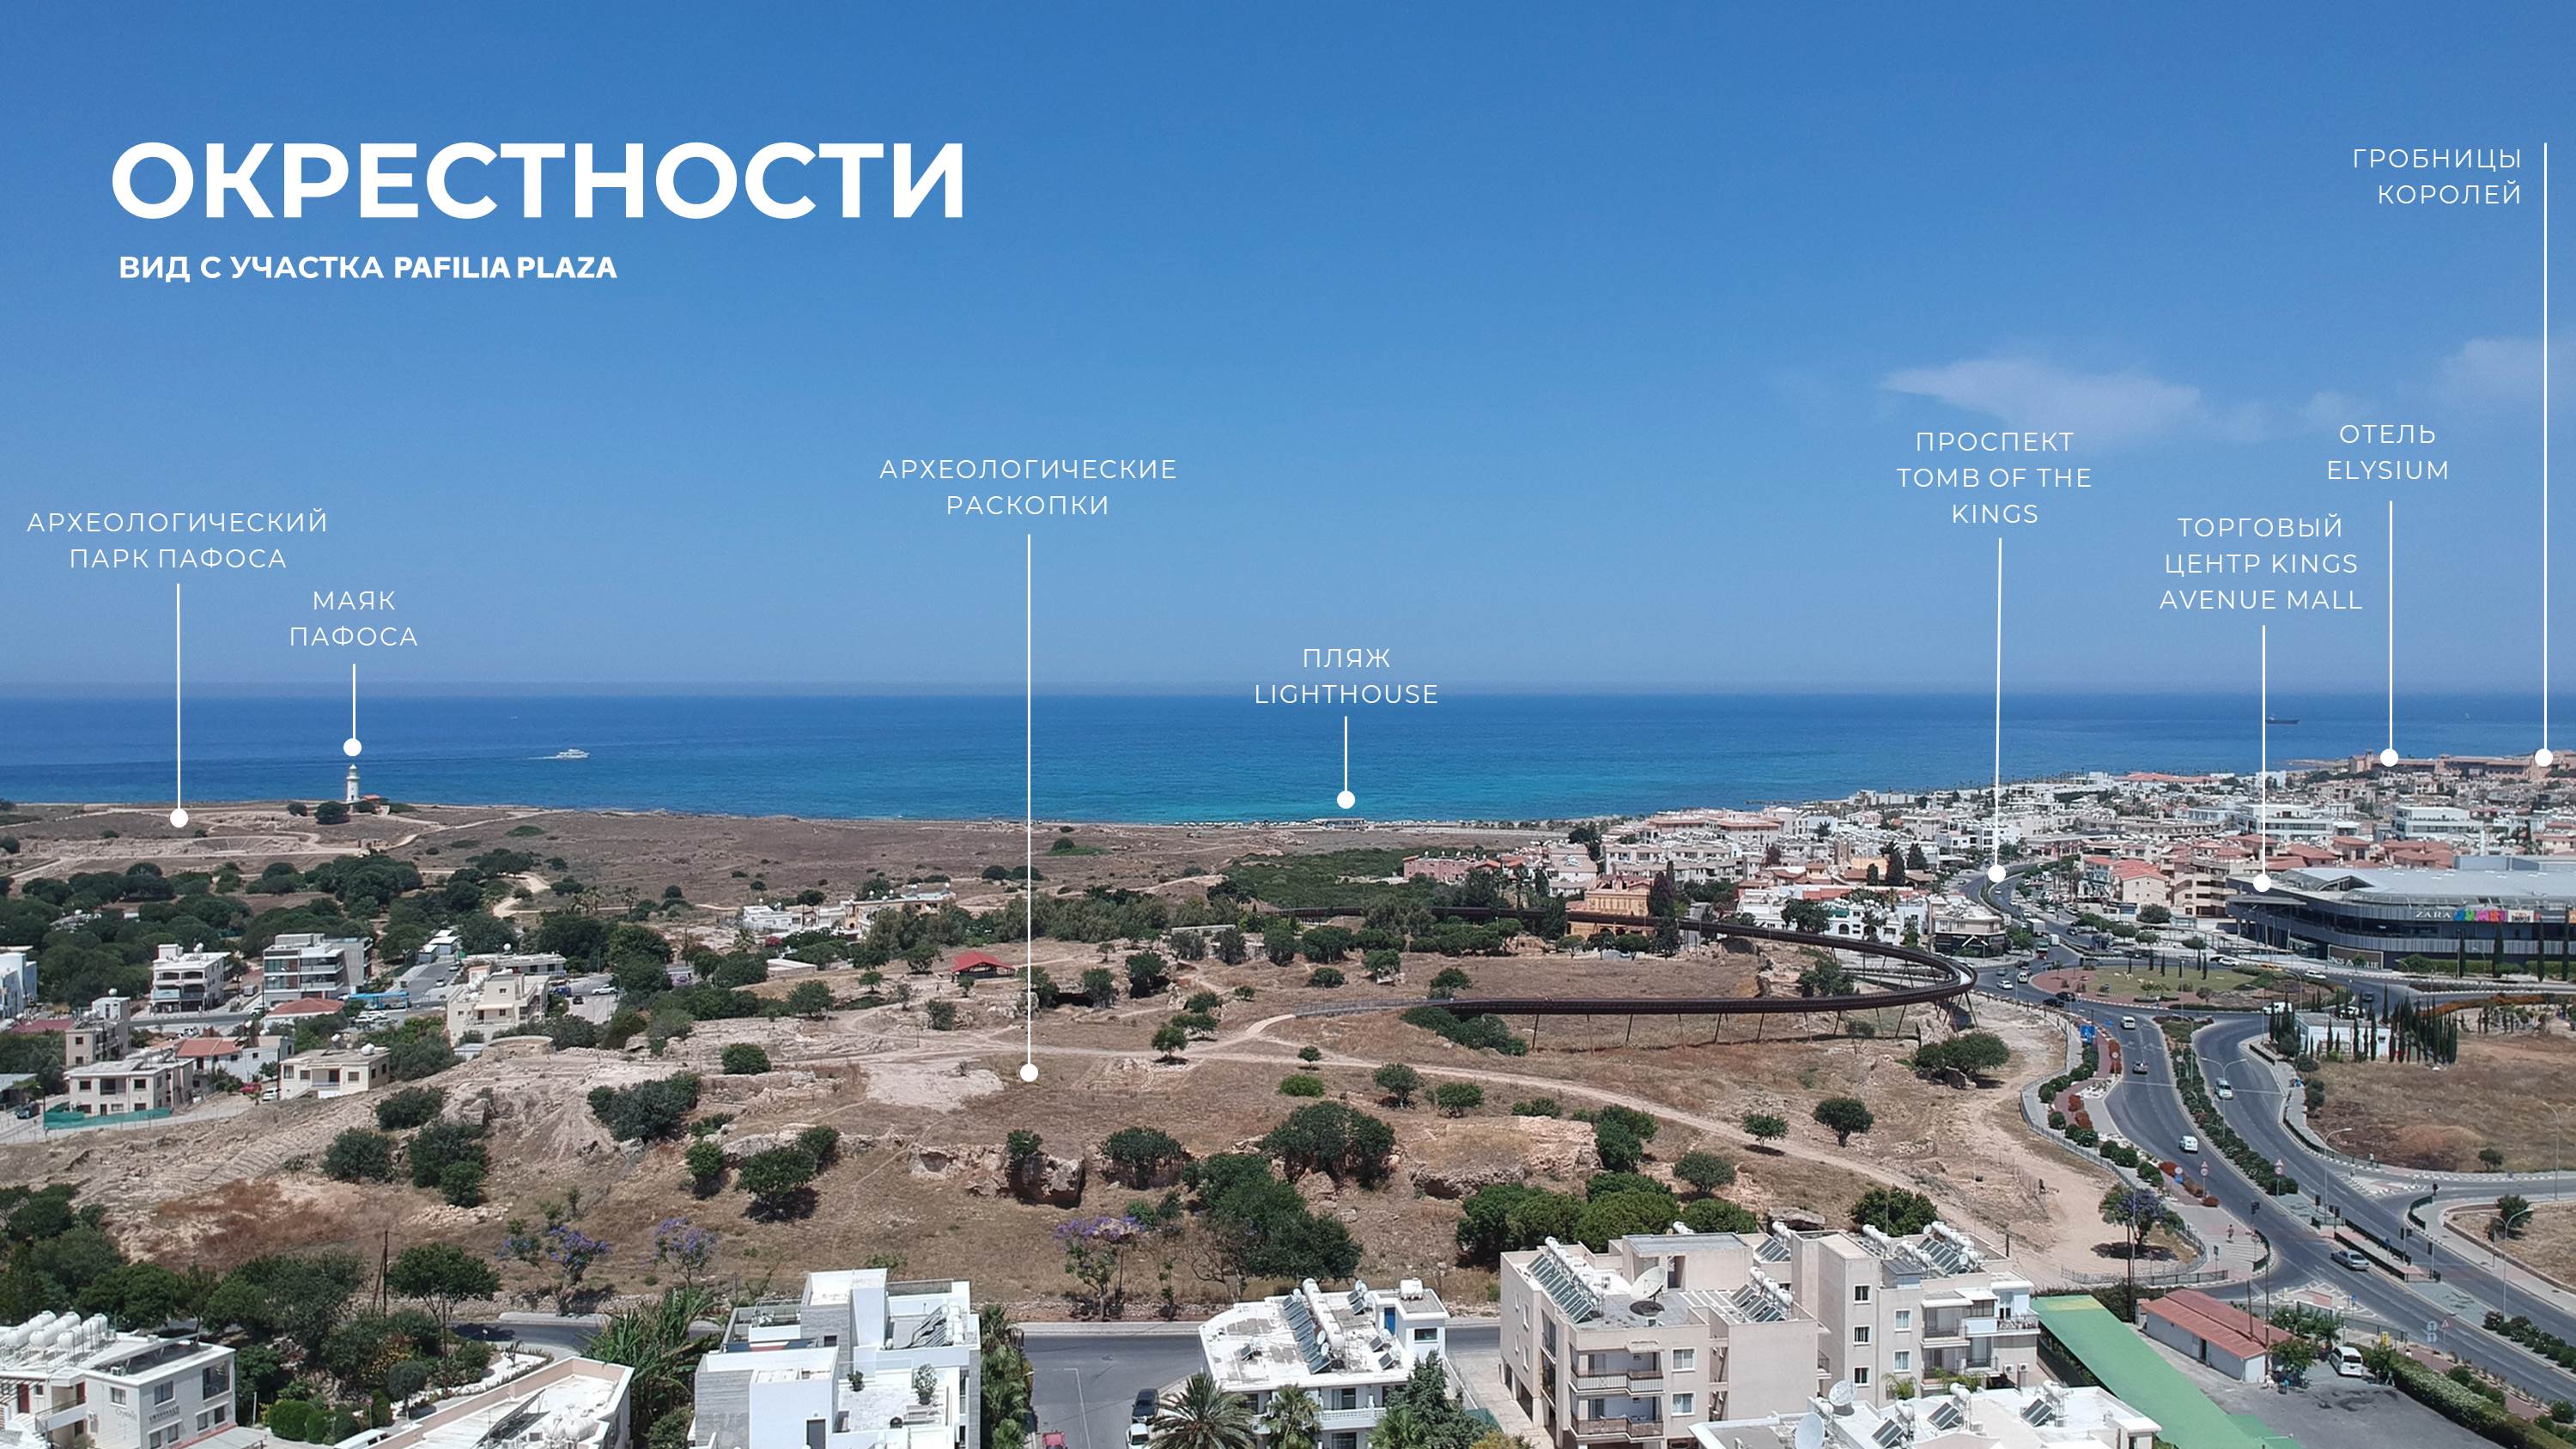 ОКРЕСТНОСТИ
ВИД С УЧАСТКА PAFILIA PLAZA
ГРОБНИЦЫ
КОРОЛЕЙ
АРХЕОЛОГИЧЕСКИЙ
ПАРК ПАФОСА
МАЯК
ПАФОСА
АРХЕОЛОГИЧЕСКИЕ
РАСКОПКИ
ПЛЯЖ
LIGHTHOUSE
ПРОСПЕКТ
TOMB OF THE
KINGS
ТОРГОВЫЙ
ЦЕНТР KINGS
AVENUE MALL
ОТЕЛЬ
ELYSIUM
ZARA